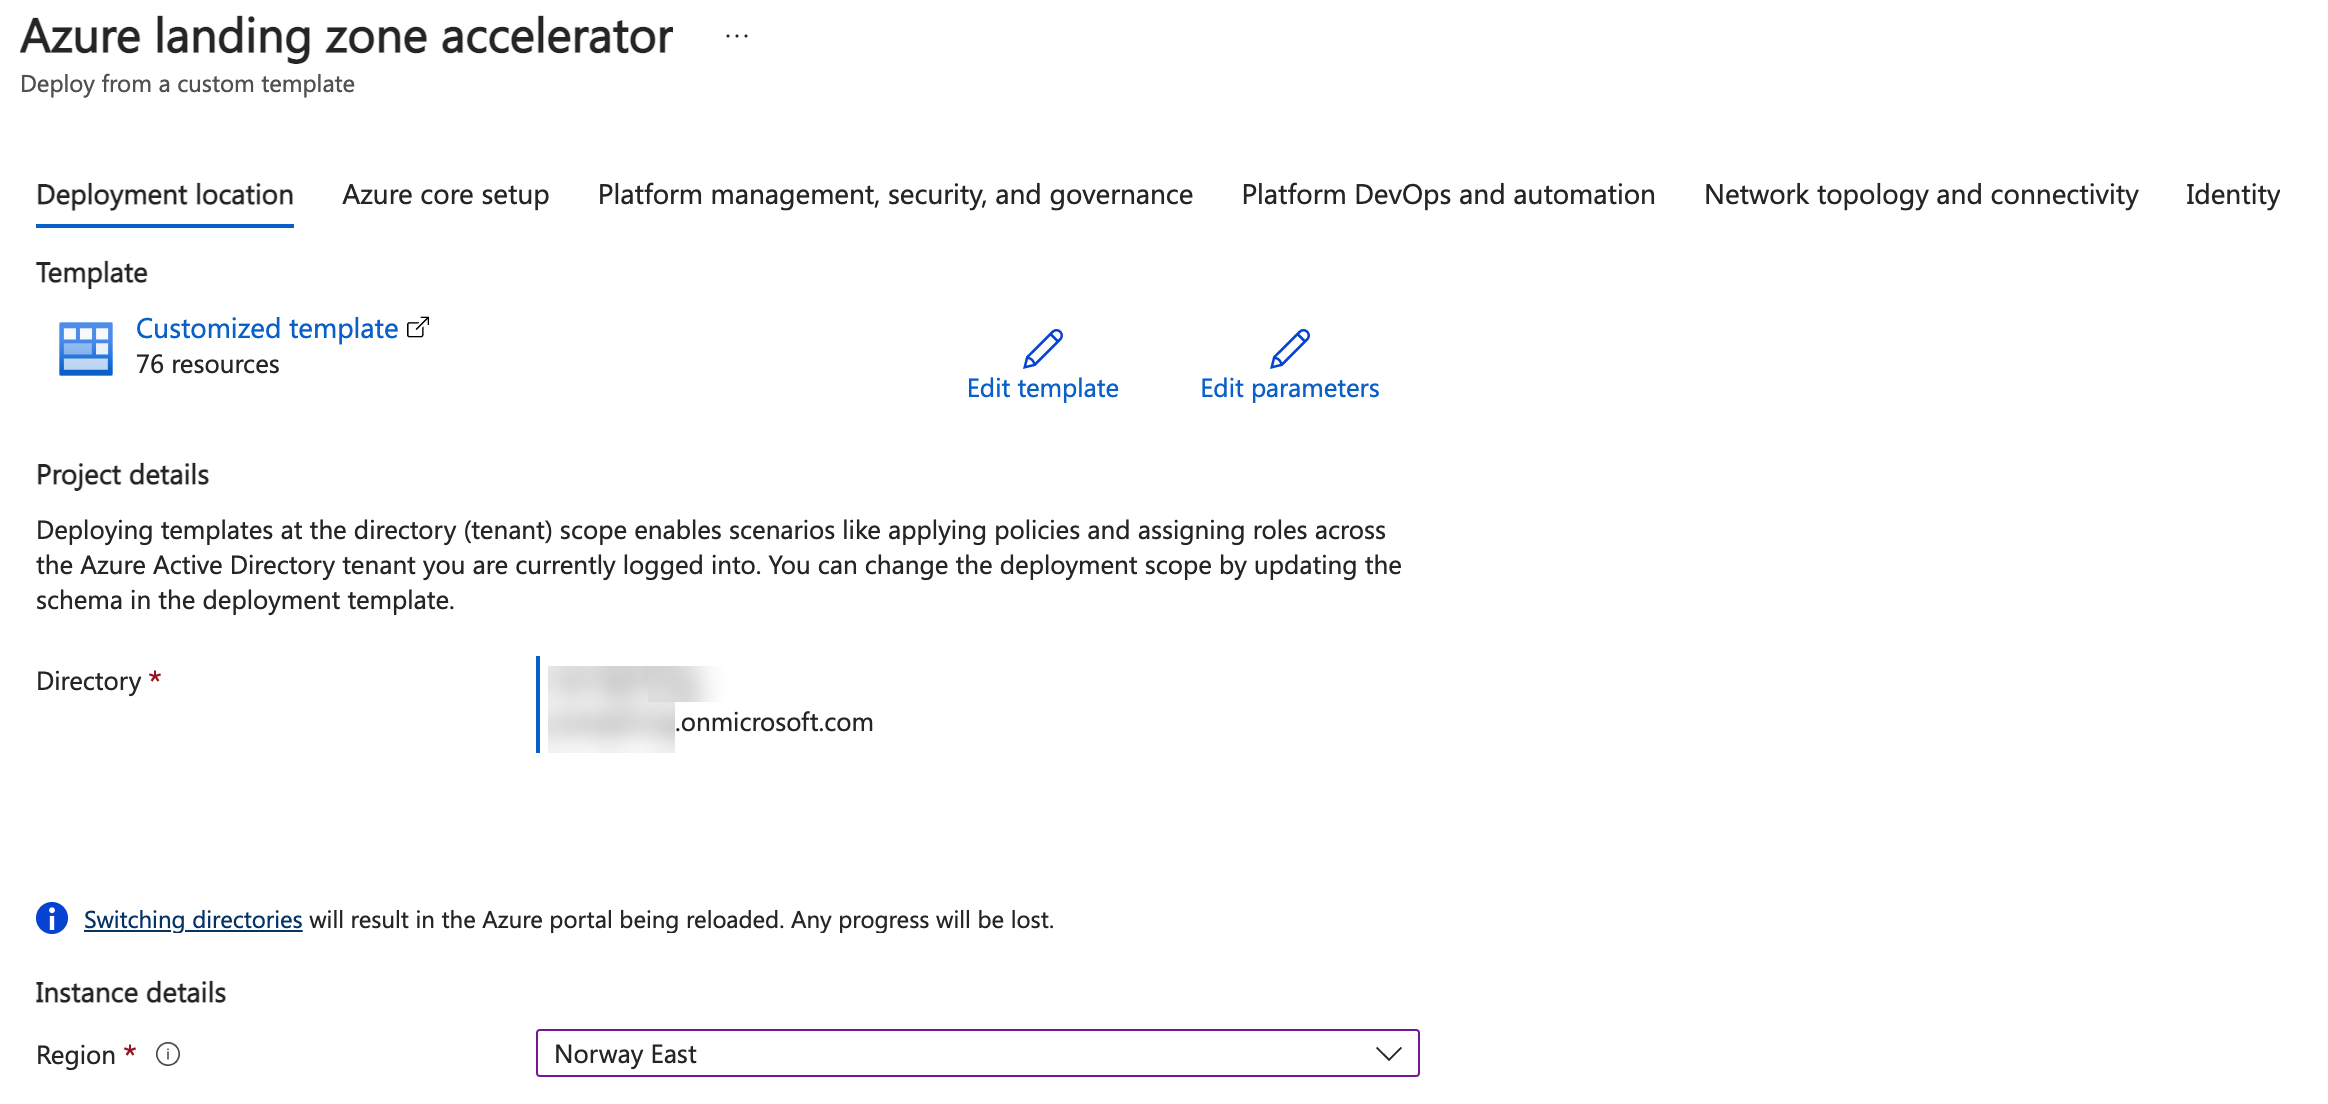 Azure landing zone accelerator ...
Deploy from a custom template
Deployment location Azure core setup Platform management, security, and governance Platform DevOps and automation Network topology and connectivity Identity
Template
Customized template
76 resources
Edit template Edit parameters
Project details
Deploying templates at the directory (tenant) scope enables scenarios like applying policies and assigning roles across
the Azure Active Directory tenant you are currently logged into. You can change the deployment scope by updating the
schema in the deployment template.
Directory *
.onmicrosoft.com
Switching directories will result in the Azure portal being reloaded. Any progress will be lost.
Instance details
Region * Norway East